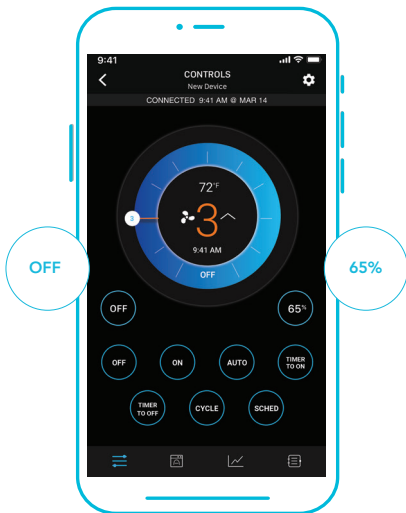 9:41
CONTROLS
New Device
CONNECTED 9:41 AM @ MAR 14
72°F
3
3
9:41 AM
OFF
OFF
65%
OFF
65%
OFF
ON
AUTO
TIMER
TO ON
TIMER
TO OFF
CYCLE
SCHED